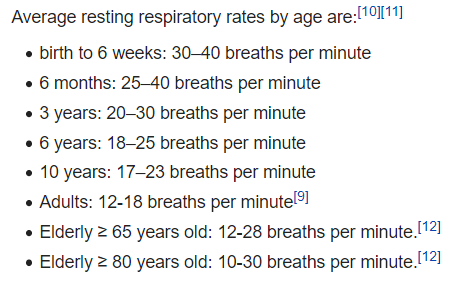 Average resting respiratory rates by age are:[10][11]
• birth to 6 weeks: 30–40 breaths per minute
• 6 months: 25–40 breaths per minute
• 3 years: 20–30 breaths per minute
• 6 years: 18–25 breaths per minute
• 10 years: 17–23 breaths per minute
• Adults: 12-18 breaths per minute[9]
• Elderly ≥ 65 years old: 12-28 breaths per minute.[12]
• Elderly ≥ 80 years old: 10-30 breaths per minute.[12]